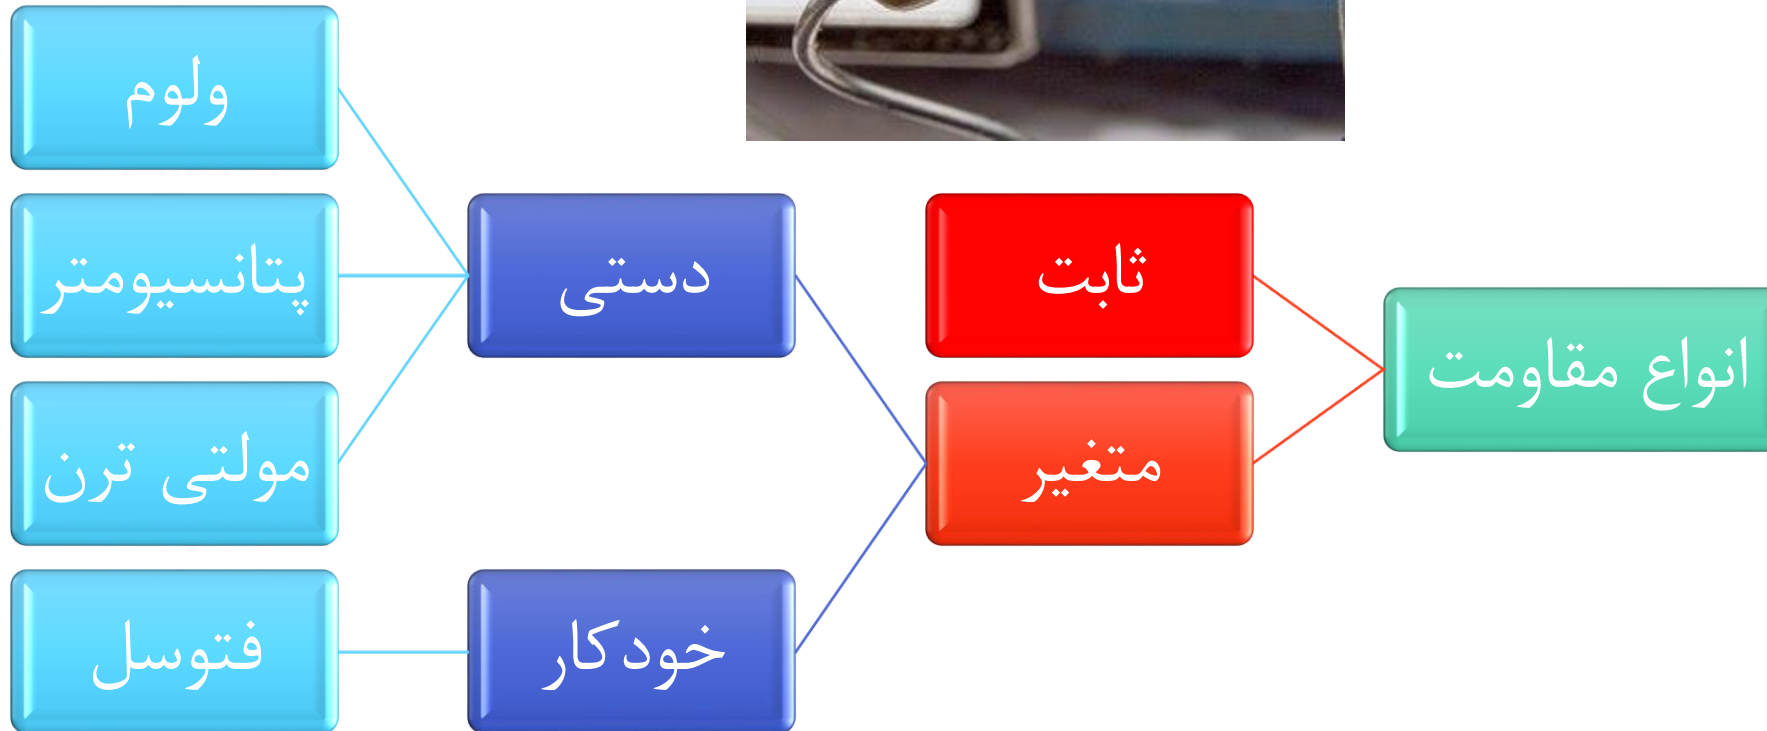 انواع مقاومت
ثابت
متغیر
دستی
خودکار
ولوم
پتانسیومتر
مولتی ترن
فتوسل